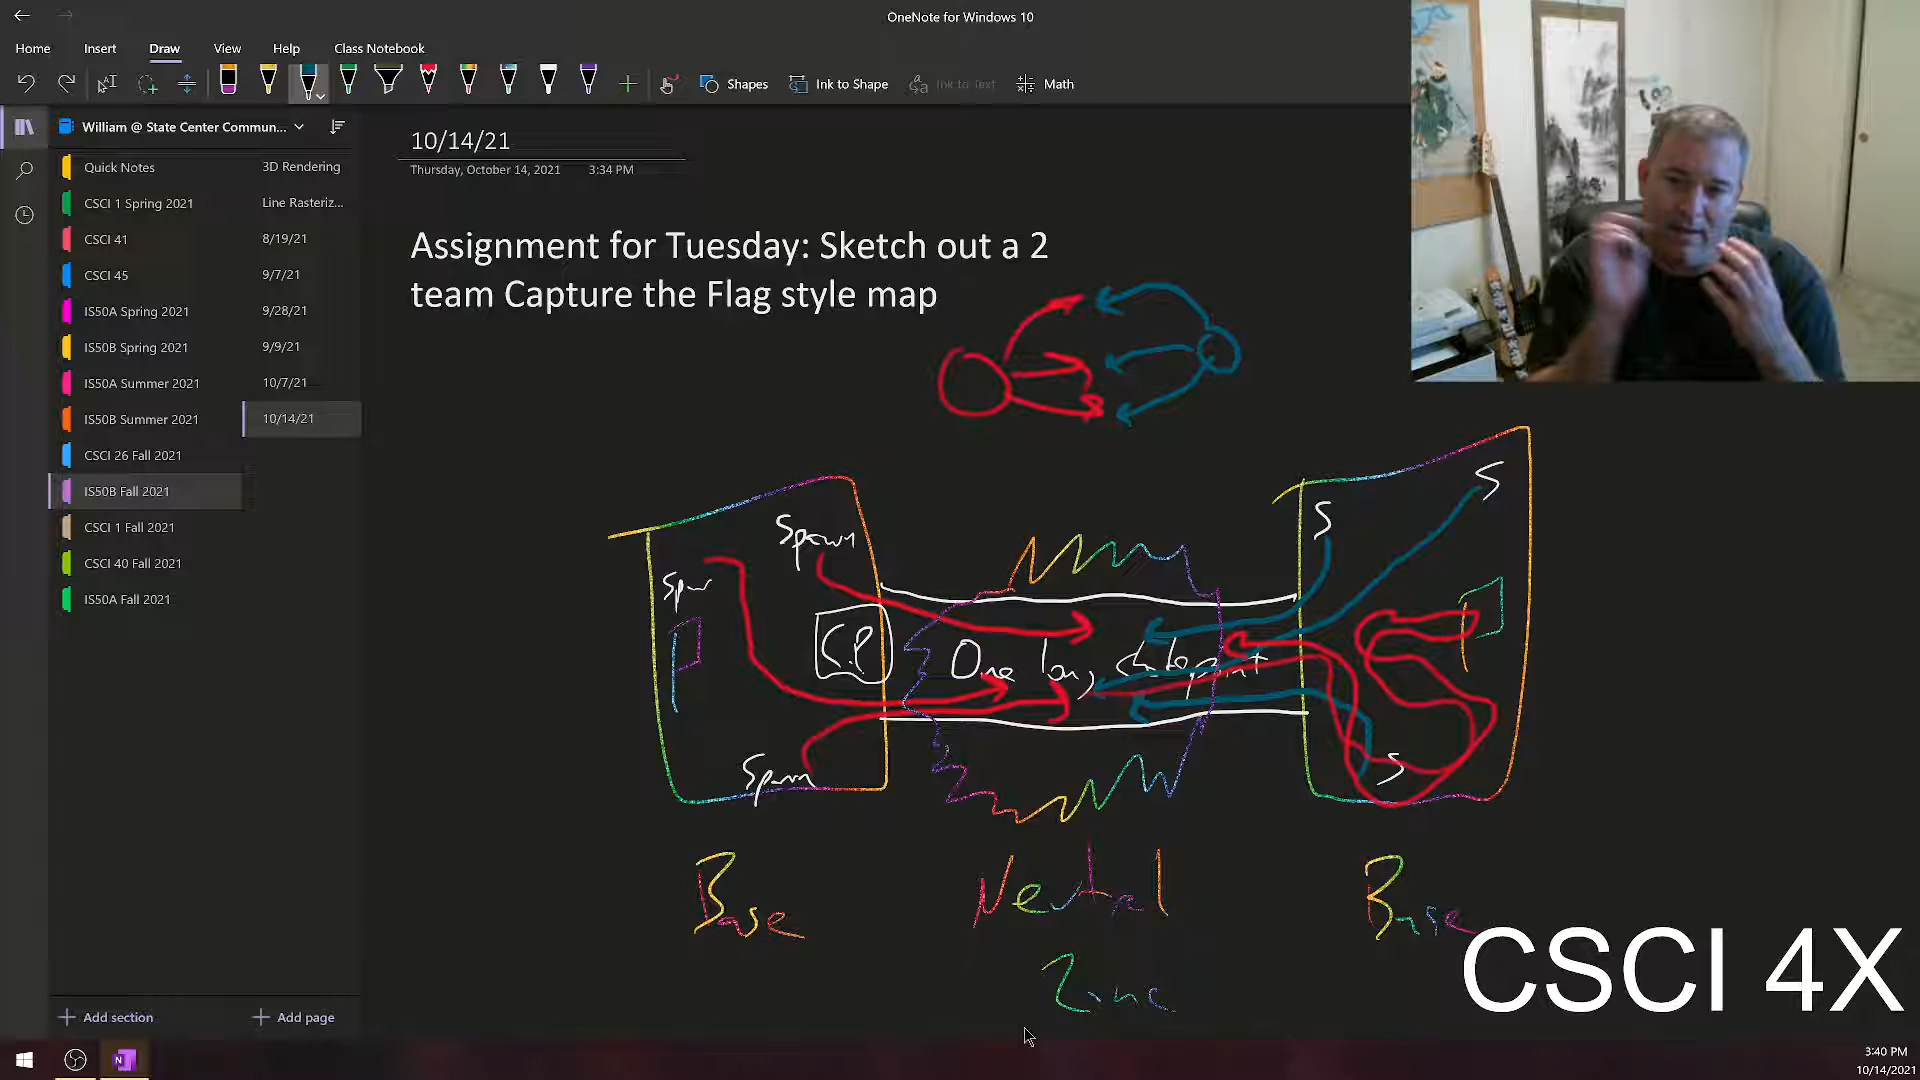 OneNote for Windows 10
Home Insert Draw View Help Class Notebook
Shapes Ink to Shape Ink to Text Math
William @ State Center Commun...
Quick Notes
CSCI 1 Spring 2021
CSCI 41
CSCI 45
IS50A Spring 2021
IS50B Spring 2021
IS50A Summer 2021
IS50B Summer 2021
CSCI 26 Fall 2021
IS50B Fall 2021
CSCI 1 Fall 2021
CSCI 40 Fall 2021
IS50A Fall 2021
Add section
3D Rendering
Line Rasteriz...
8/19/21
9/7/21
9/28/21
9/9/21
10/7/21
10/14/21
Add page
10/14/21
Thursday, October 14, 2021 3:34 PM
Assignment for Tuesday: Sketch out a 2
team Capture the Flag style map
Spawn
C.P.
Spawn
One long chokepoint
S
S
S
Base
Neutral
Zone
Base
CSCI 4X
3:40 PM
10/14/2021